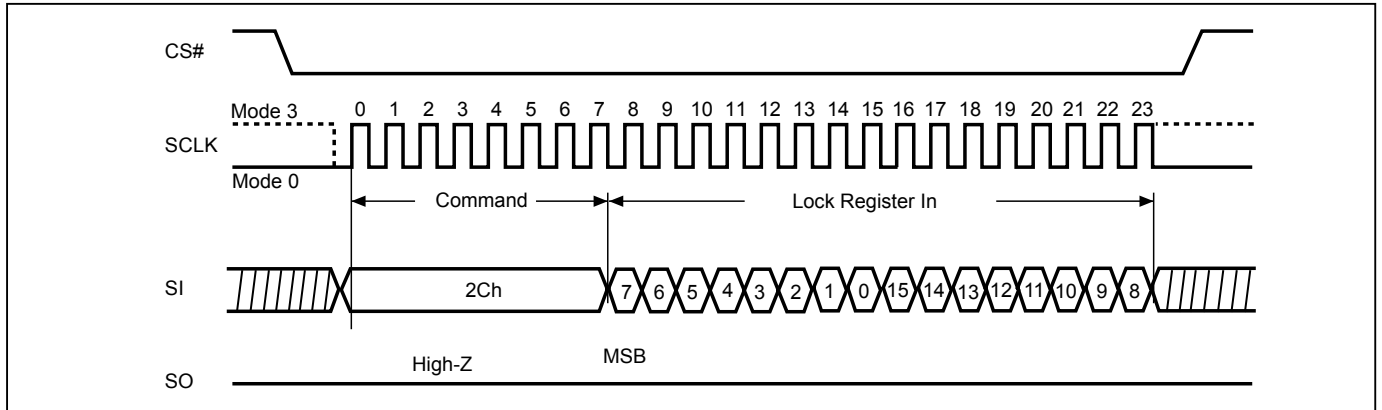 CS#
Mode 3 0 1 2 3 4 5 6 7 8 9 10 11 12 13 14 15 16 17 18 19 20 21 22 23
SCLK
Mode 0
Command Lock Register In
SI 2Ch 7 6 5 4 3 2 1 0 15 14 13 12 11 10 9 8
High-Z MSB
SO